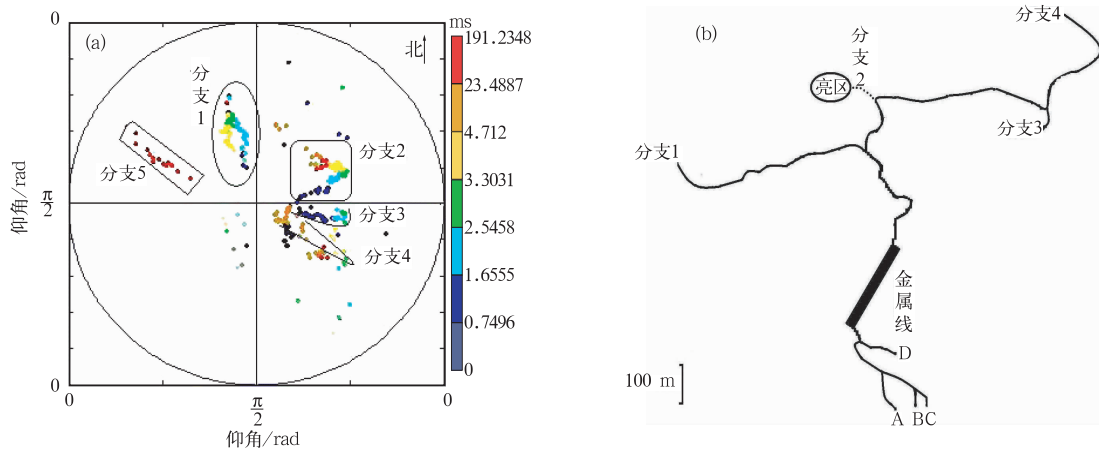 (a)
北
ms
0
π/2
0
仰角/rad
0
π/2
0
仰角/rad
分支1
分支2
分支3
分支4
分支5
191.2348
23.4887
4.712
3.3031
2.5458
1.6555
0.7496
0
(b)
分支4
分支2
亮区
分支3
分支1
金属线
D
100 m
A
BC